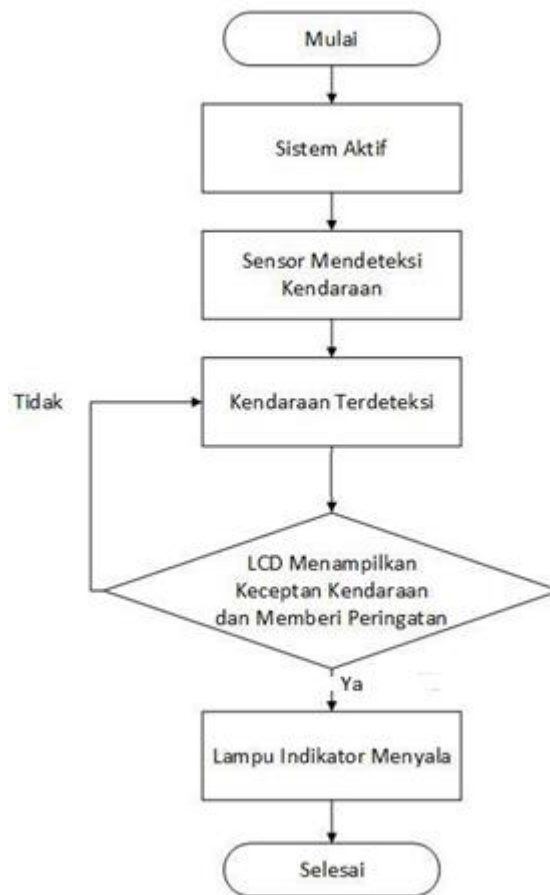 Mulai
Sistem Aktif
Sensor Mendeteksi
Kendaraan
Tidak
Kendaraan Terdeteksi
LCD Menampilkan
Keceptan Kendaraan
dan Memberi Peringatan
Ya
Lampu Indikator Menyala
Selesai